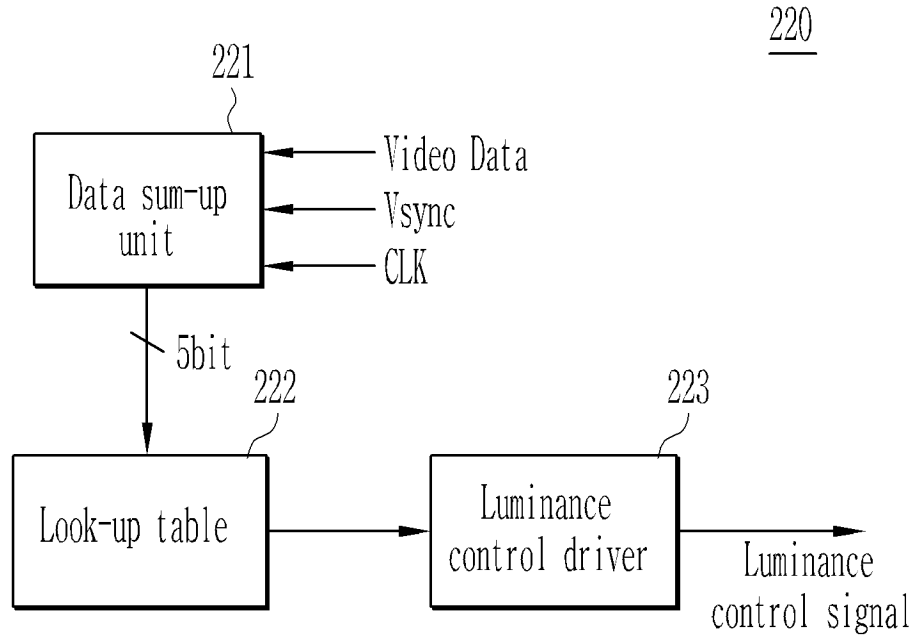 220
221
Data sum-up
unit
Video Data
Vsync
CLK
5bit
222
223
Look-up table
Luminance
control driver
Luminance
control signal